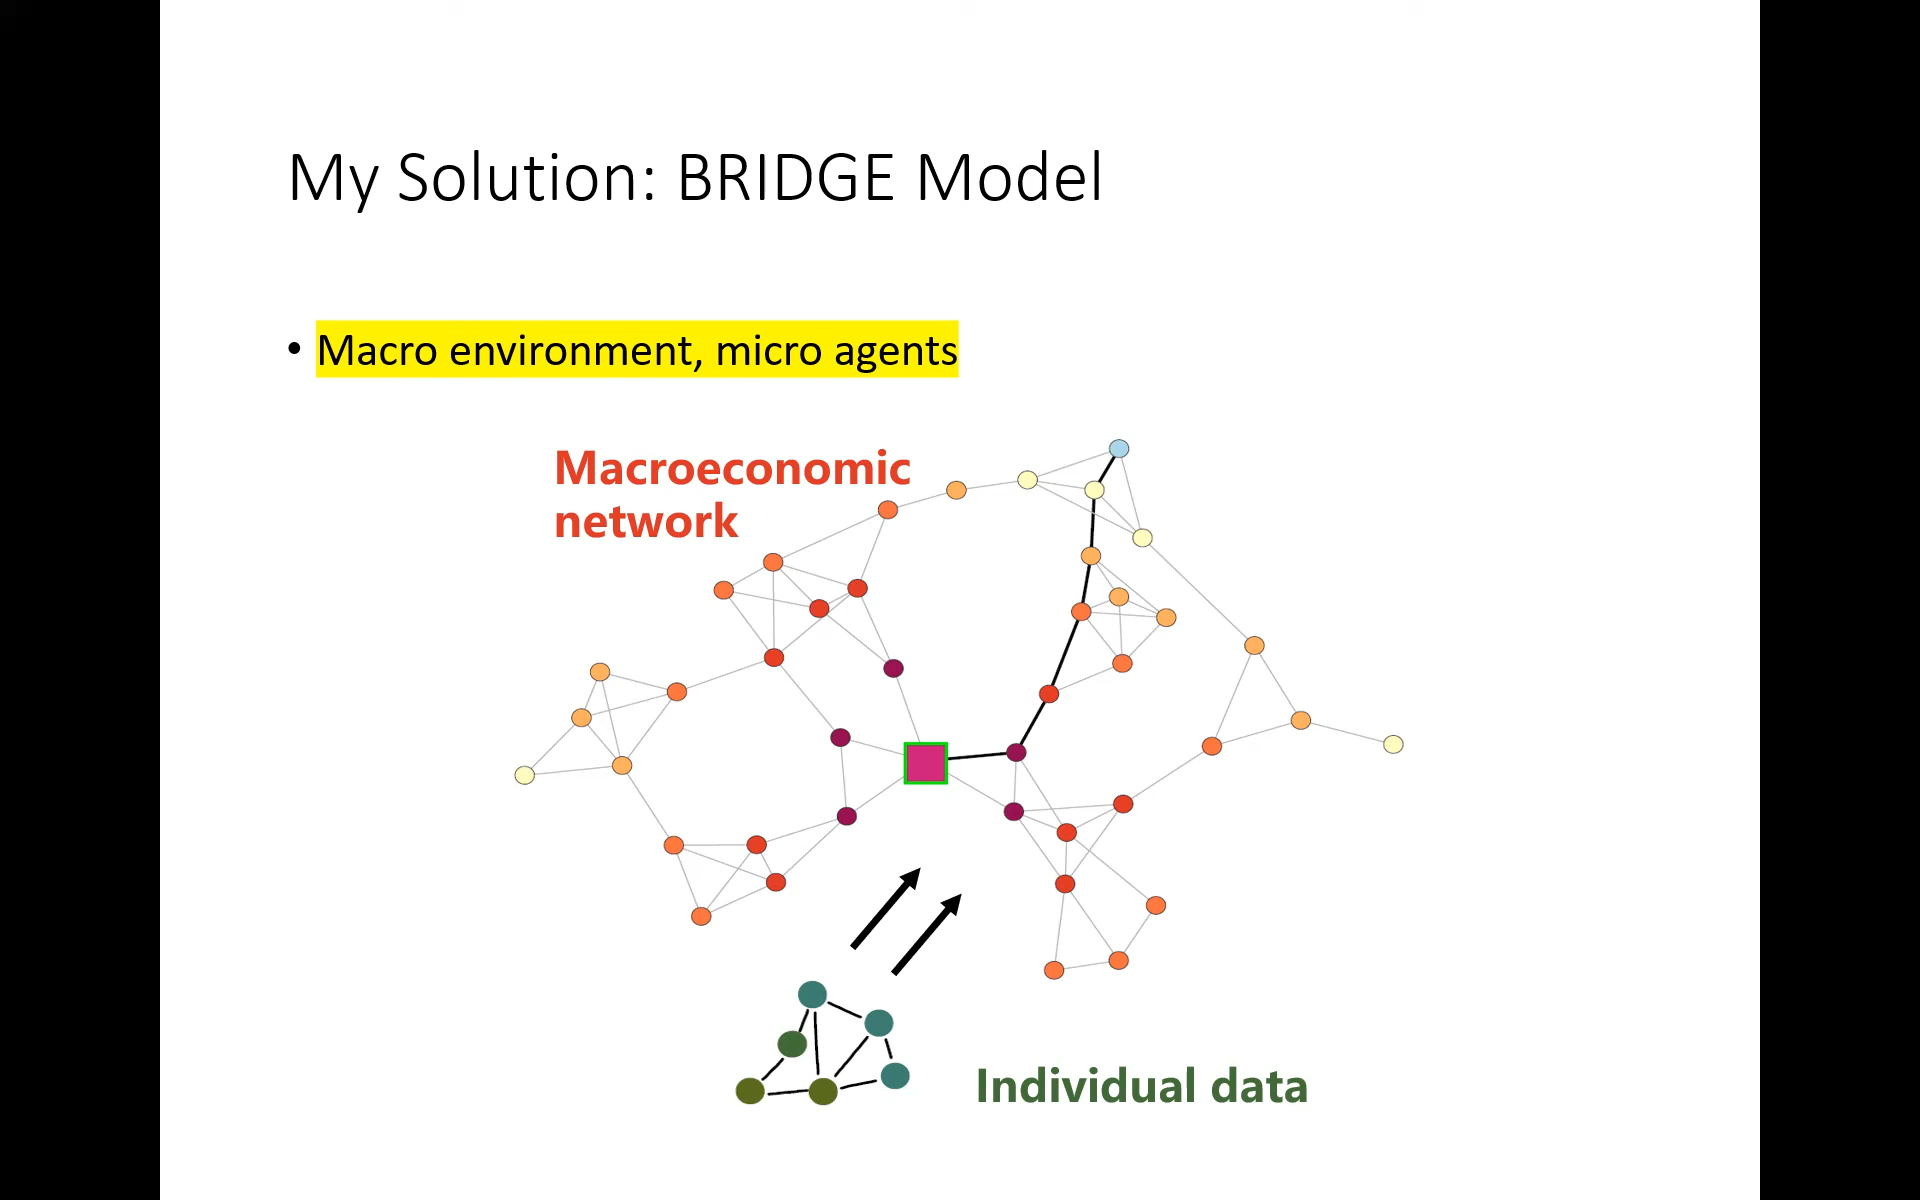 My Solution: BRIDGE Model
• Macro environment, micro agents
Macroeconomic
network
Individual data